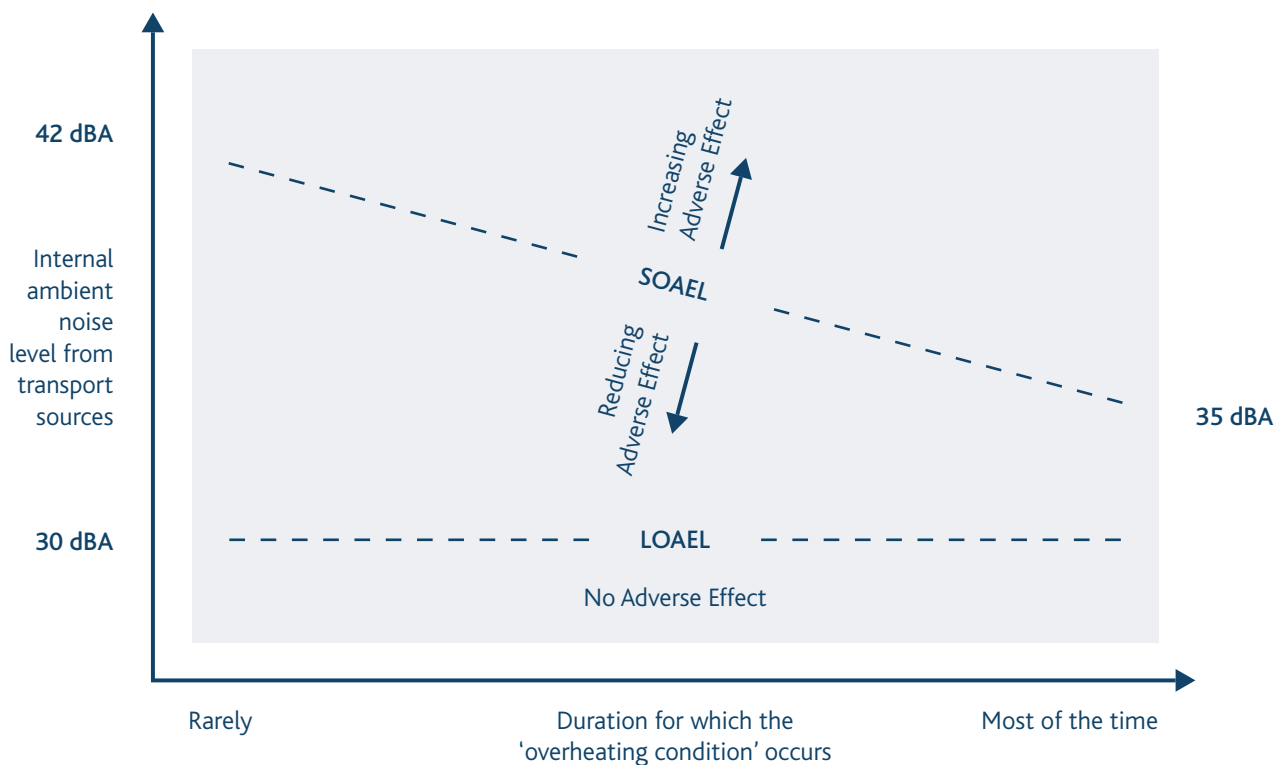 42 dBA
Internal
ambient
noise
level from
transport
sources
30 dBA
Increasing
Adverse Effect
SOAEL
Reducing
Adverse Effect
LOAEL
No Adverse Effect
35 dBA
Rarely
Duration for which the
‘overheating condition’ occurs
Most of the time